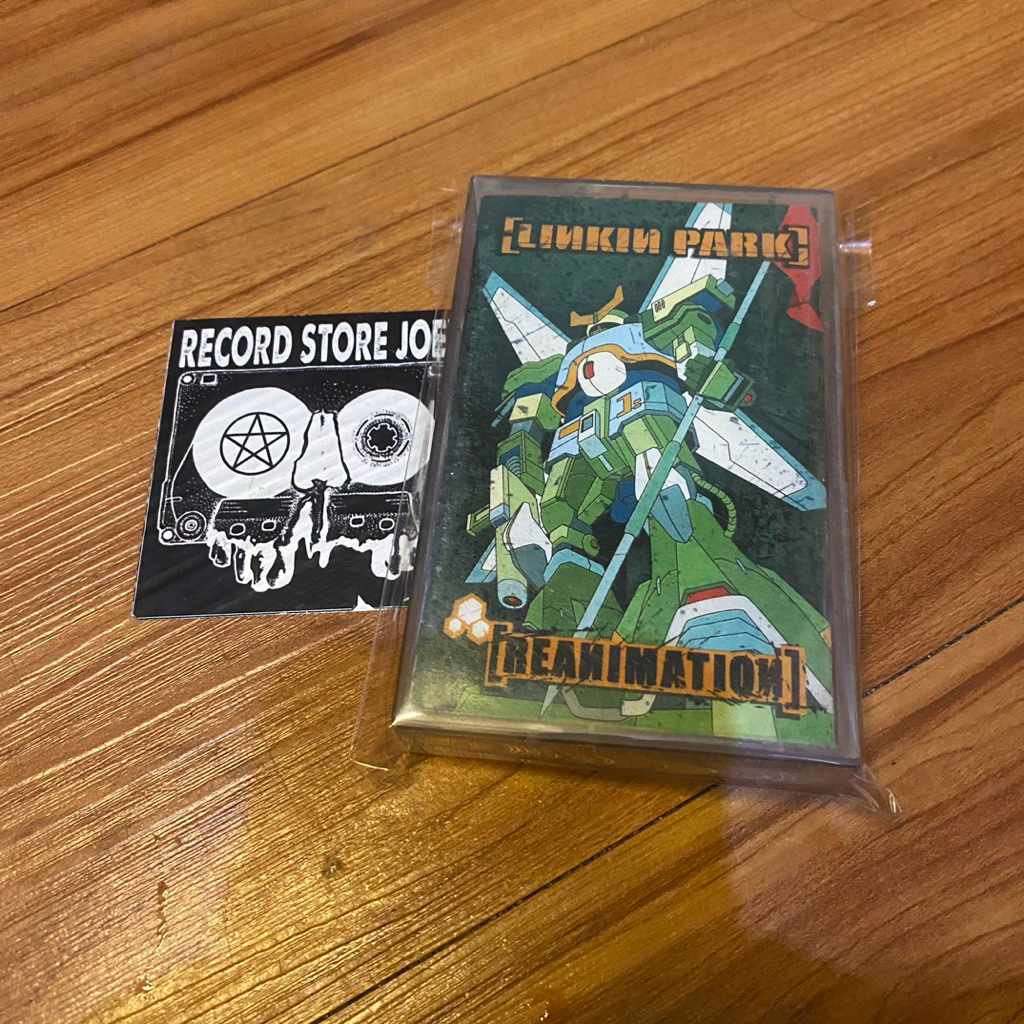 RECORD STORE JOE
[LINKIN PARK]
[REANIMATION]